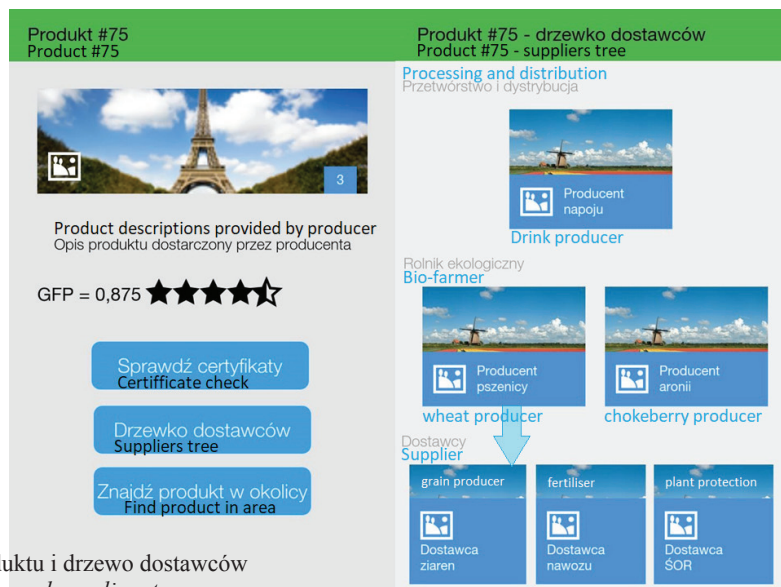 Produkt #75
Product #75
3
Product descriptions provided by producer
Opis produktu dostarczony przez producenta
GFP = 0,875
Sprawdź certyfikaty
Certifficate check
Drzewko dostawców
Suppliers tree
Znajdź produkt w okolicy
Find product in area
Produkt #75 - drzewko dostawców
Product #75 - suppliers tree
Processing and distribution
Przetwórstwo i dystrybucja
Producent
napoju
Drink producer
Rolnik ekologiczny
Bio-farmer
Producent
pszenicy
wheat producer
Producent
aronii
chokeberry producer
Dostawcy
Supplier
grain producer
Dostawca
ziaren
fertiliser
Dostawca
nawozu
plant protection
Dostawca
ŚOR
i drzewo dostawców